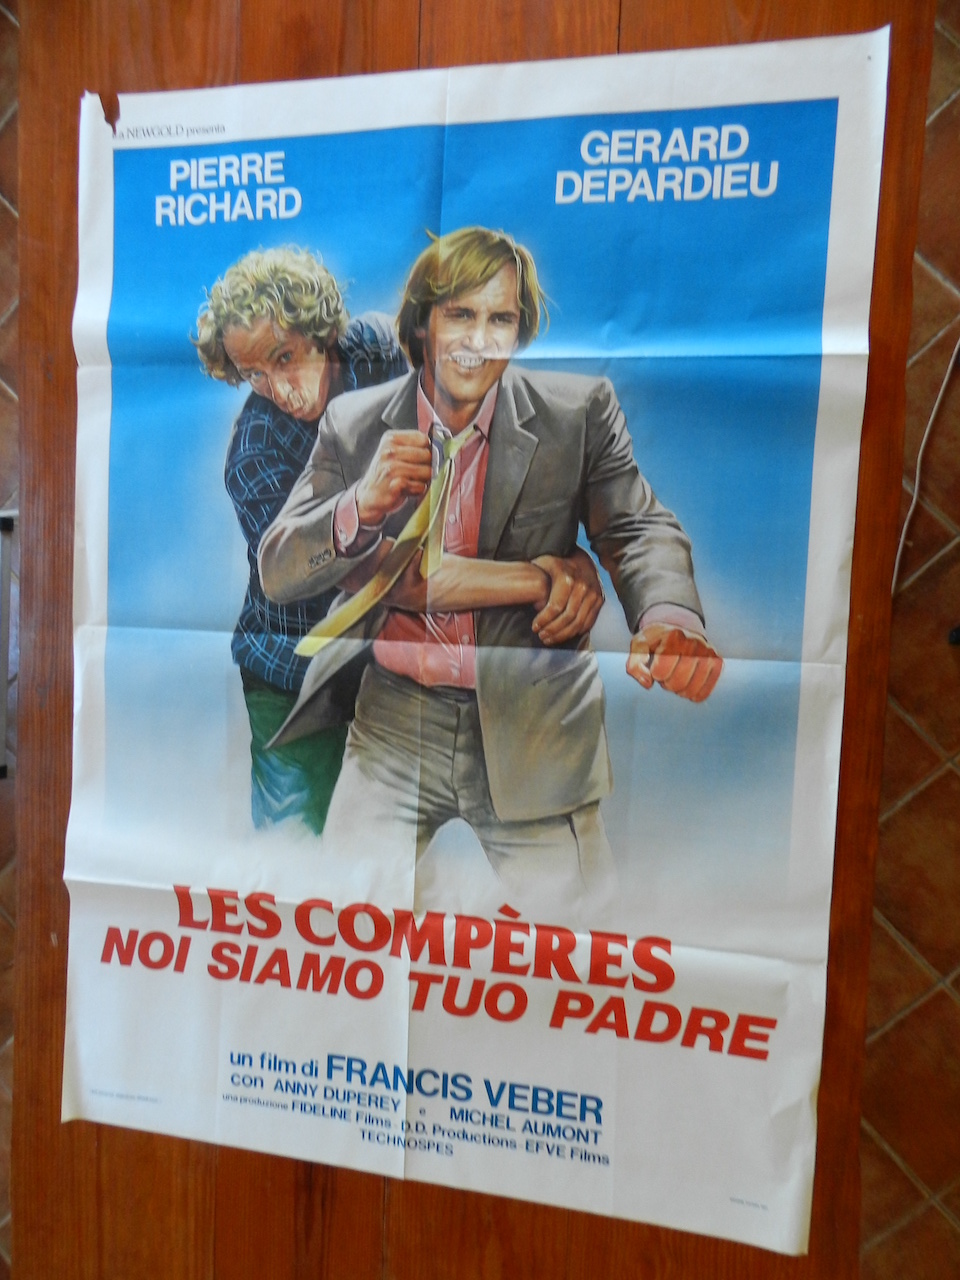 NEWGOLD presenta
PIERRE
RICHARD
GERARD
DEPARDIEU
LES COMPÈRES
NOI SIAMO TUO PADRE
un film di FRANCIS VEBER
con ANNY DUPEREY e MICHEL AUMONT
una produzione FIDELINE Films - D.D. Productions - EFVE Films
TECHNOSPES